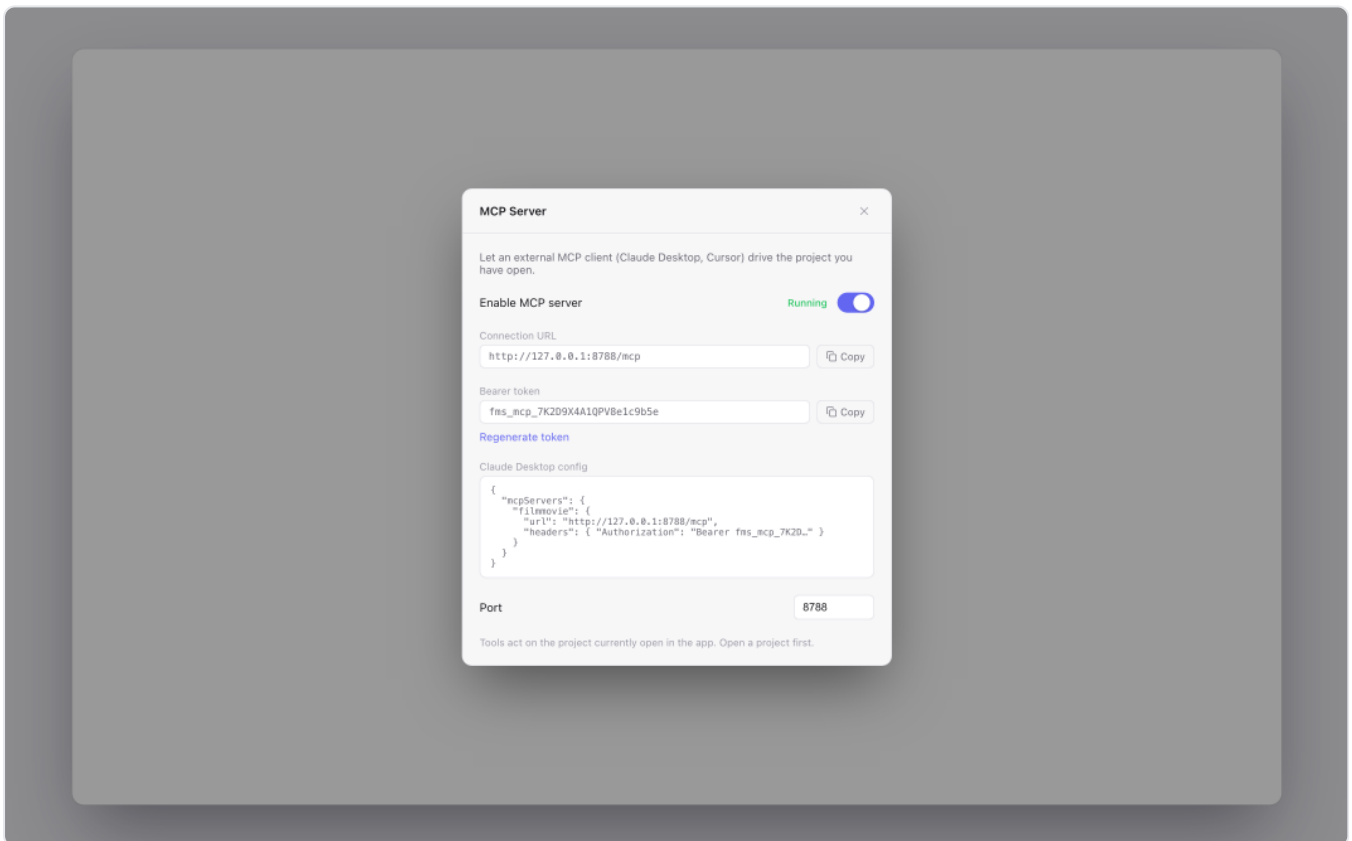 MCP Server
Let an external MCP client (Claude Desktop, Cursor) drive the project you
have open.
Enable MCP server
Running
Connection URL
http://127.0.0.1:8788/mcp
Copy
Bearer token
fms_mcp_7K2D9X4A1QPV8e1c9b5e
Copy
Regenerate token
Claude Desktop config
{
  "mcpServers": {
    "filmmovie": {
      "url": "http://127.0.0.1:8788/mcp",
      "headers": { "Authorization": "Bearer fms_mcp_7K2D…" }
    }
  }
}
Port
8788
Tools act on the project currently open in the app. Open a project first.